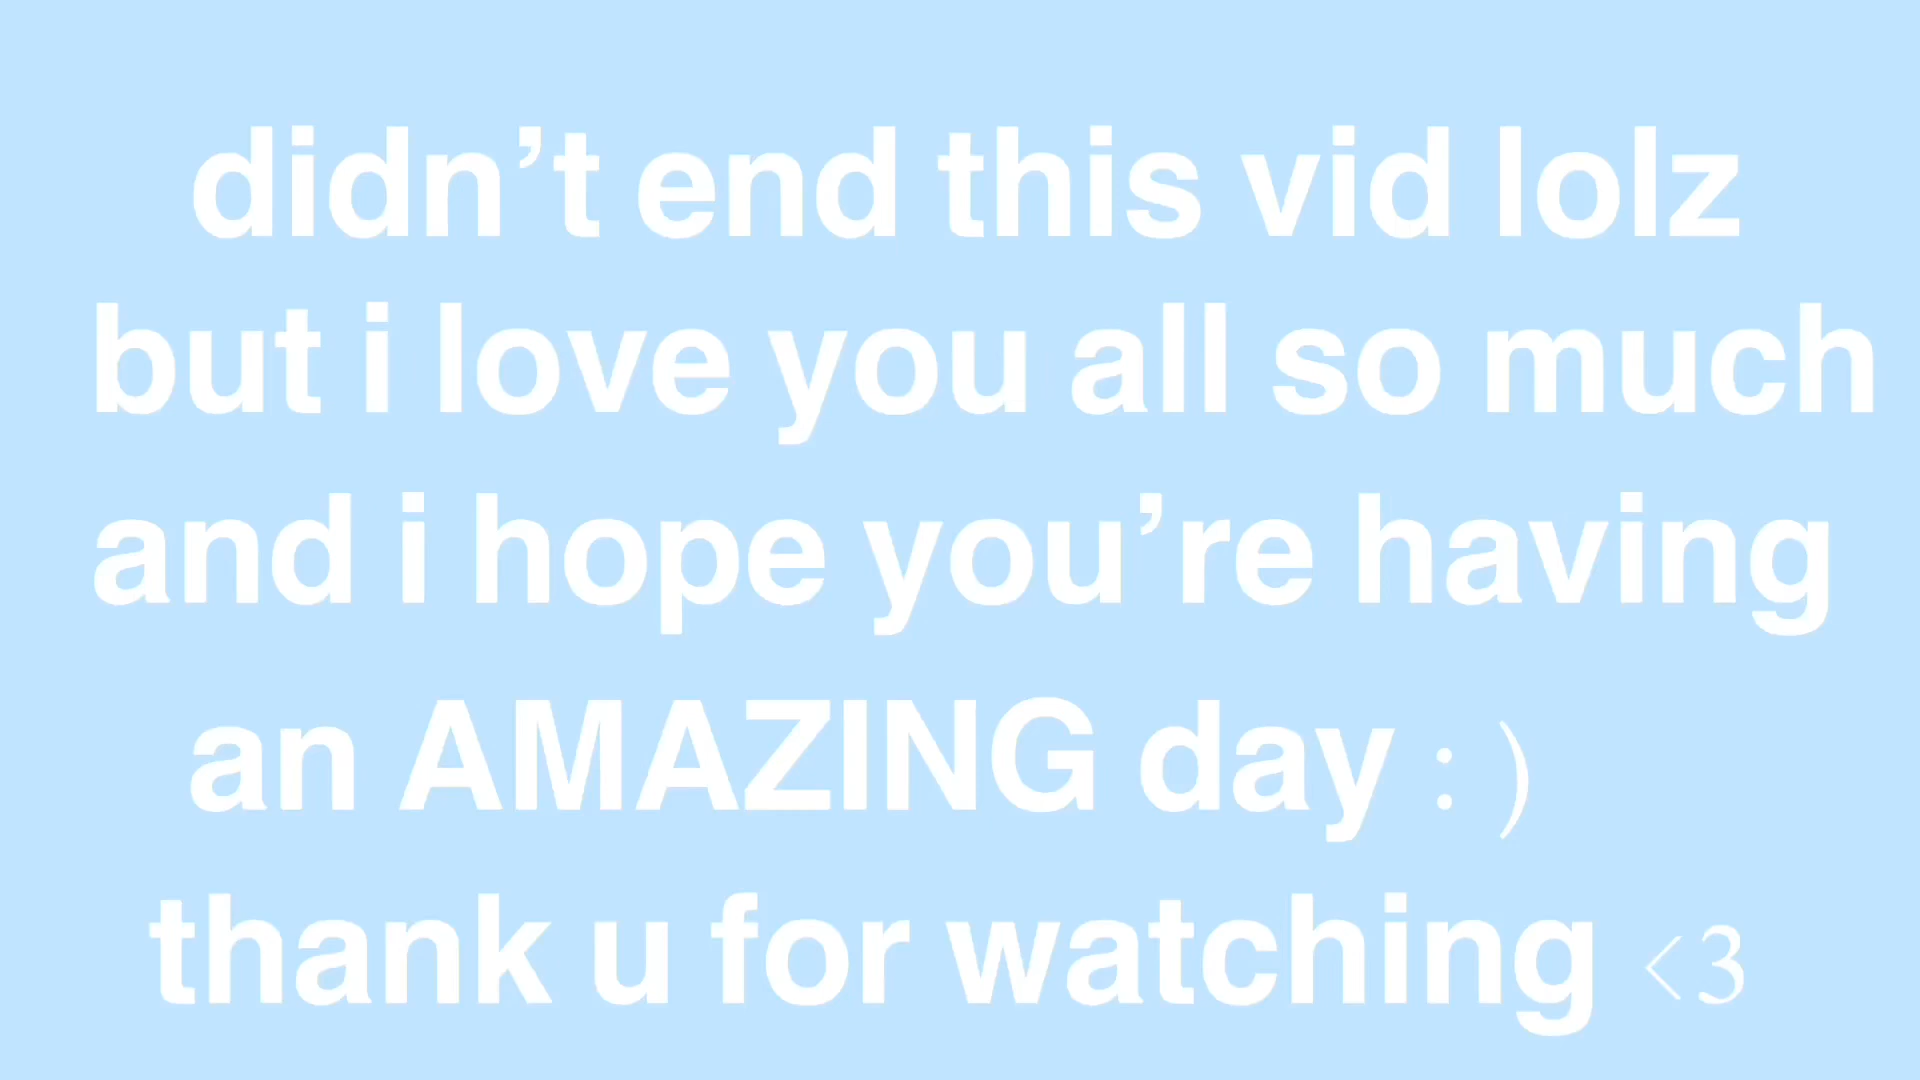 didn’t end this vid lolz
but i love you all so much
and i hope you’re having
an AMAZING day : )
thank u for watching <3